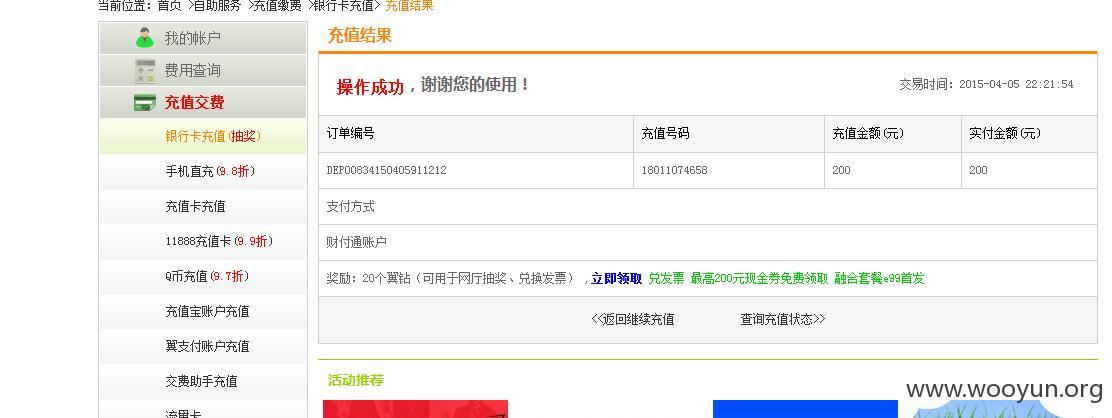 当前位置：首页 >自助服务 >充值缴费 >银行卡充值> 充值结果
我的帐户
费用查询
充值交费
银行卡充值(抽奖)
手机直充(9.8折)
充值卡充值
11888充值卡(9.9折)
Q币充值(9.7折)
充值宝账户充值
翼支付账户充值
交费助手充值
流量卡
充值结果
操作成功，谢谢您的使用！
交易时间：2015-04-05 22:21:54
订单编号 充值号码 充值金额(元) 实付金额(元)
DEP00834150405911212 18011074658 200 200
支付方式
财付通账户
奖励：20个翼钻（可用于网厅抽奖、兑换发票），立即领取 兑发票 最高200元现金券免费领取 融合套餐e99首发
<<返回继续充值 查询充值状态>>
活动推荐
www.wooyun.org